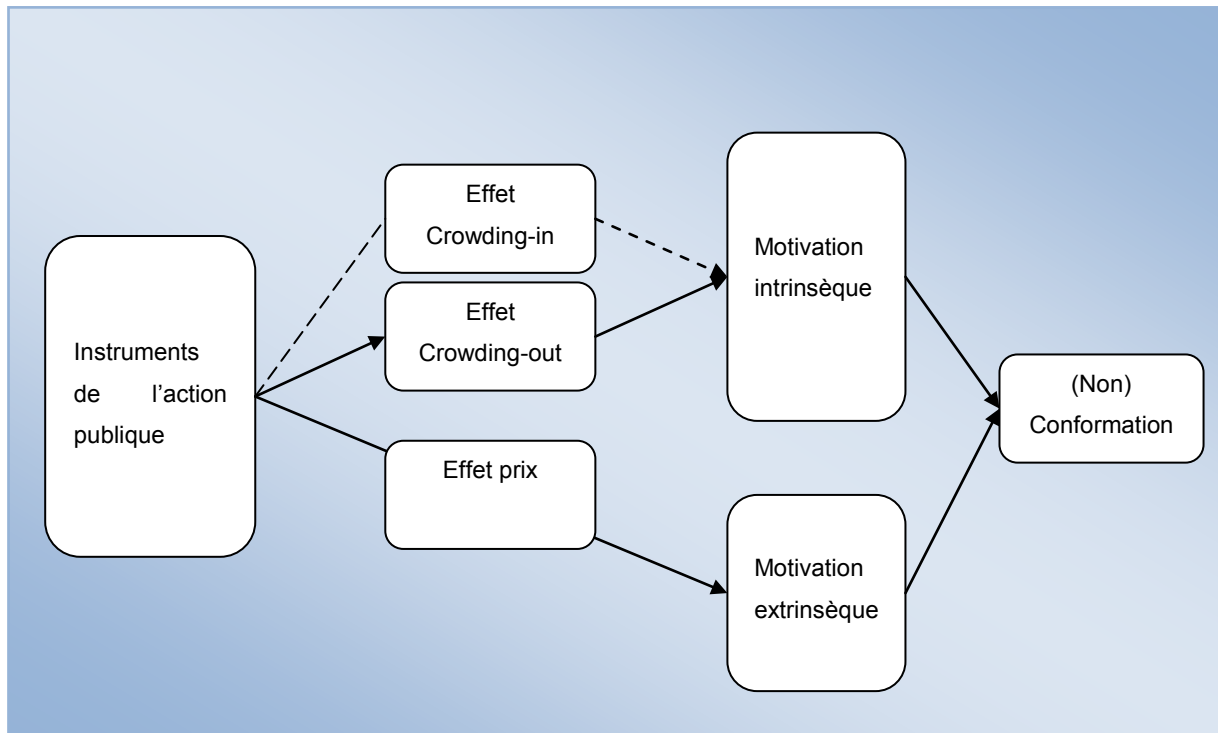 Instruments
de l'action
publique
Effet
Crowding-in
Effet
Crowding-out
Effet prix
Motivation
intrinsèque
Motivation
extrinsèque
(Non)
Conformation